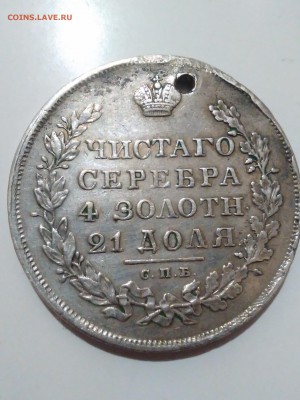 COINS.LAVE.RU
ЧИСТАГО
СЕРЕБРА
4 ЗОЛОТН.
21 ДОЛЯ.
С.П.Б